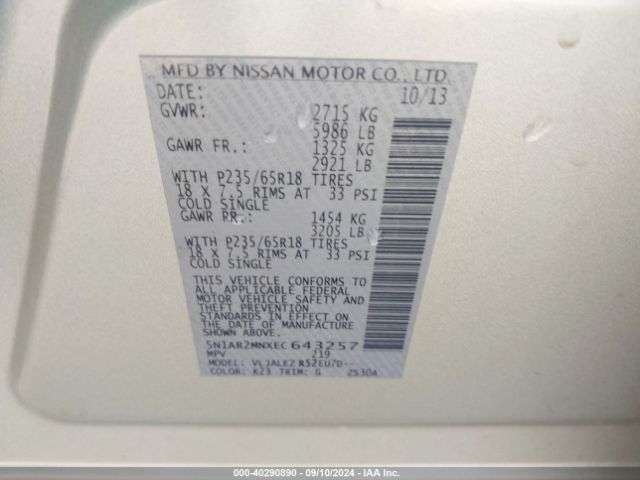 MFD BY NISSAN MOTOR CO., LTD.
DATE: 10/13
GVWR: 2715 KG
5986 LB
GAWR FR.: 1325 KG
2921 LB
WITH P235/65R18 TIRES
18 X 7.5 RIMS AT 33 PSI
COLD SINGLE
GAWR RR.: 1454 KG
3205 LB
WITH P235/65R18 TIRES
18 X 7.5 RIMS AT 33 PSI
COLD SINGLE
THIS VEHICLE CONFORMS TO
ALL APPLICABLE FEDERAL
MOTOR VEHICLE SAFETY AND
THEFT PREVENTION
STANDARDS IN EFFECT ON
THE DATE OF MANUFACTURE
SHOWN ABOVE.
5N1AR2MNXEC643257
MPV 219
MODEL:
COLOR: K23 TRIM: G 2S30A
000-40290890 - 09/10/2024 - IAA Inc.